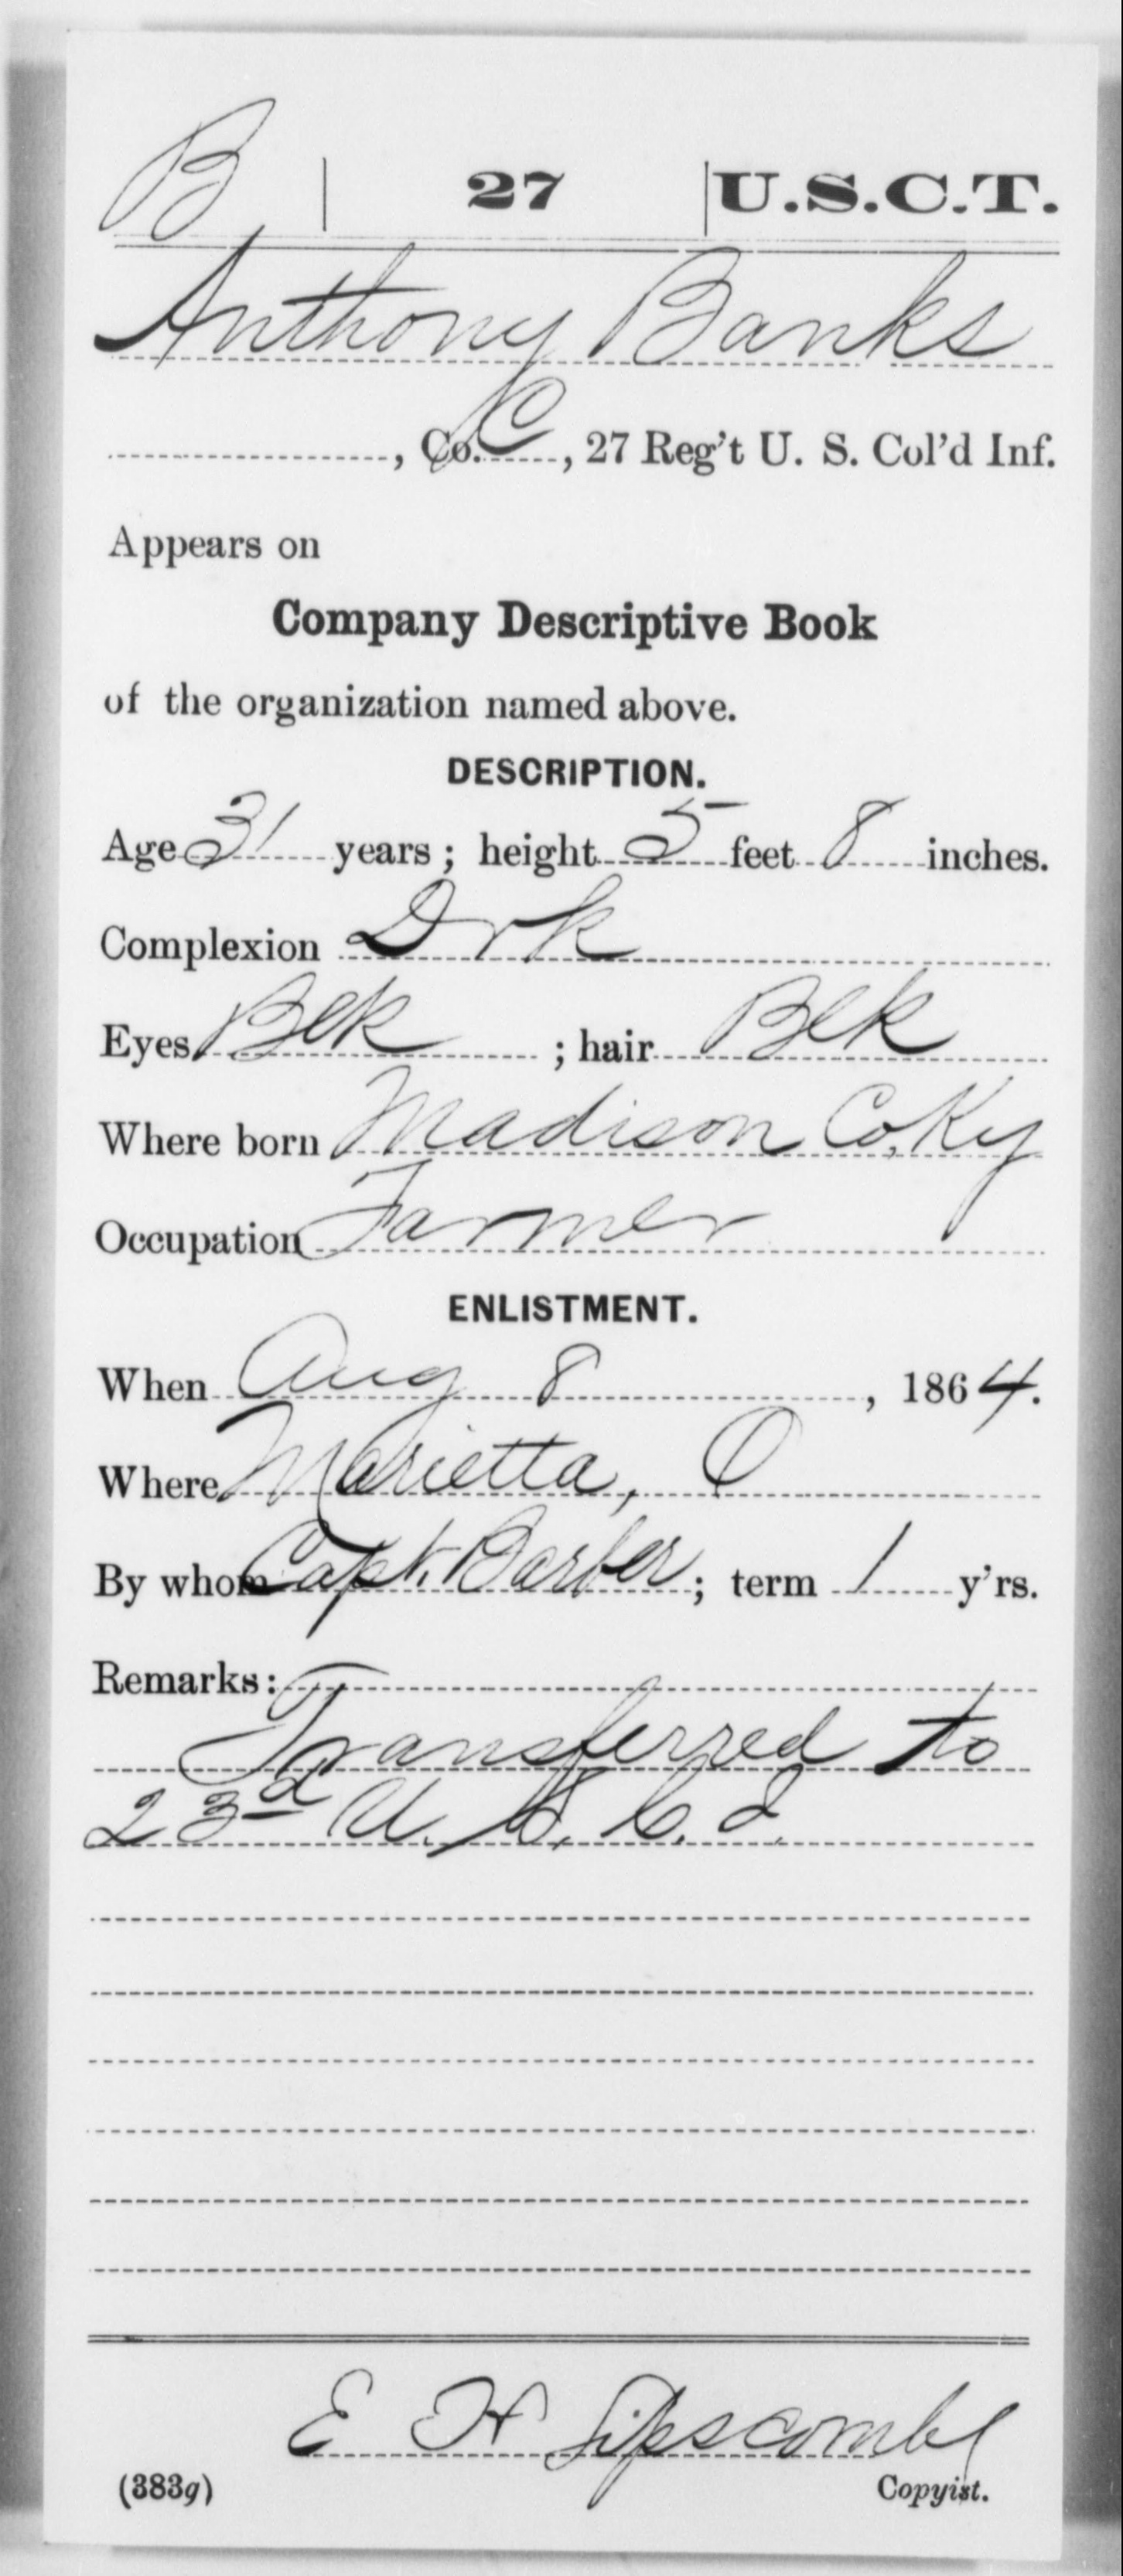 B | 27 | U.S.C.T.
Anthony Banks
, Co. C, 27 Reg't U. S. Col'd Inf.
Appears on
Company Descriptive Book
of the organization named above.
DESCRIPTION.
Age 31 years; height 5 feet 8 inches.
Complexion Drk
Eyes Blk; hair Blk
Where born Madison Co, Ky
Occupation Farmer
ENLISTMENT.
When Aug 8, 1864.
Where Marietta, O
By whom Capt. Barber; term 1 y'rs.
Remarks:
Transferred to
23d U. S. C. I.
E H Lipscombe
(383g) Copyist.